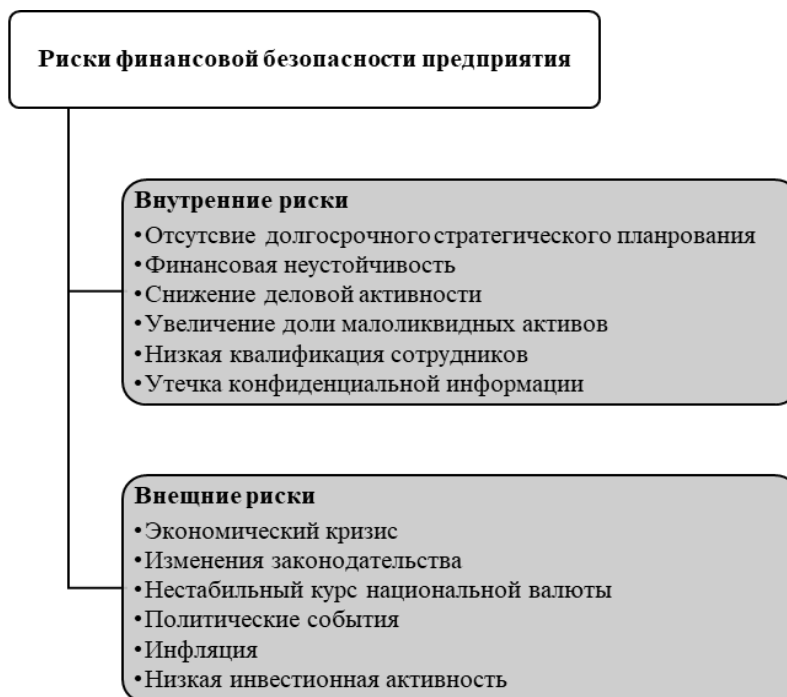 Риски финансовой безопасности предприятия
Внутренние риски
•Отсутсвие долгосрочного стратегического планрования
•Финансовая неустойчивость
•Снижение деловой активности
•Увеличение доли малоликвидных активов
•Низкая квалификация сотрудников
•Утечка конфиденциальной информации
Внещние риски
•Экономический кризис
•Изменения законодательства
•Нестабильный курс национальной валюты
•Политические события
•Инфляция
•Низкая инвестионная активность